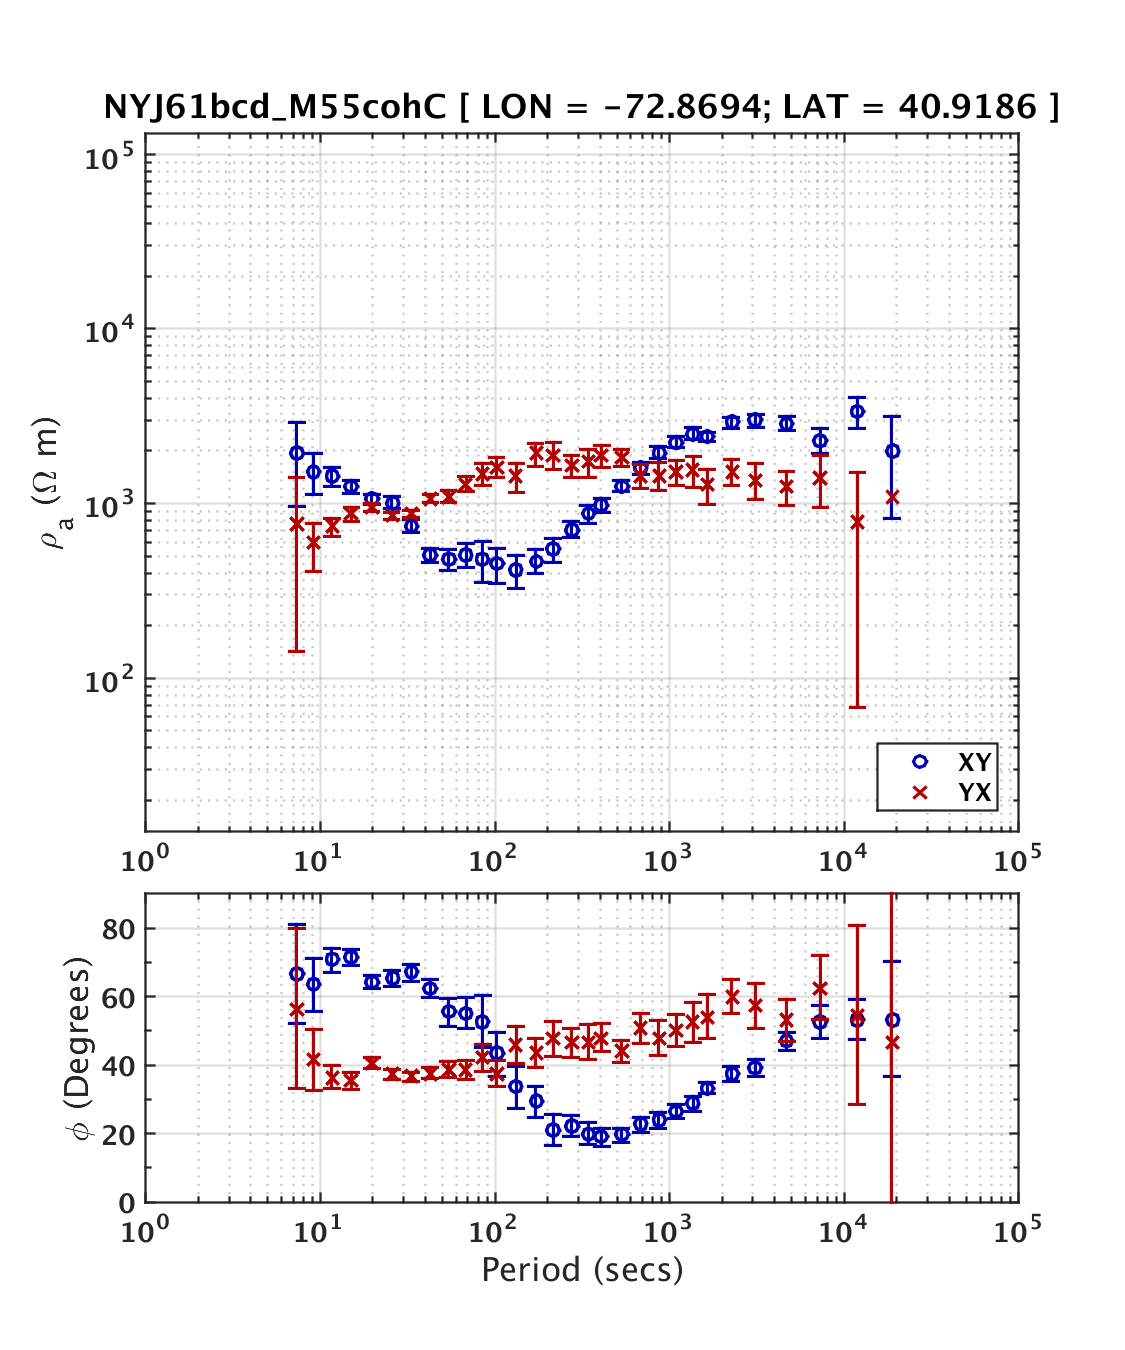 NYJ61bcd_M55cohC [ LON = -72.8694; LAT = 40.9186 ]
10^5
10^4
10^3
10^2
ρa (Ω m)
XY
YX
10^0 10^1 10^2 10^3 10^4 10^5
80
60
40
20
0
ϕ (Degrees)
10^0 10^1 10^2 10^3 10^4 10^5
Period (secs)